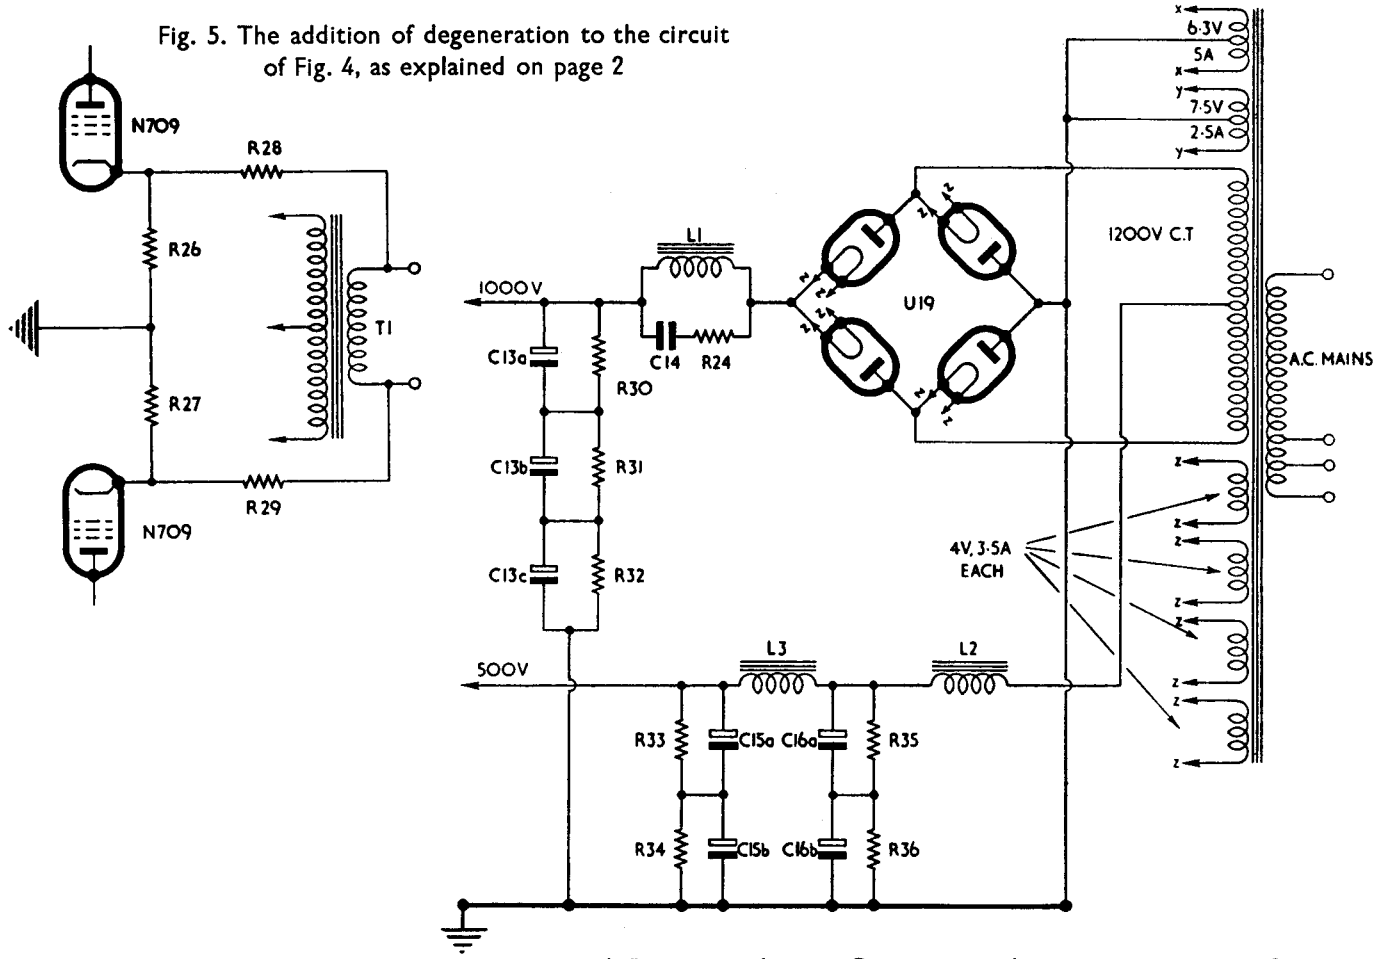 Fig. 5. The addition of degeneration to the circuit
of Fig. 4, as explained on page 2
N709
R28
R26
T1
R27
R29
N709
1000V
L1
C14
R24
C13a
R30
C13b
R31
C13c
R32
U19
z
z
z
z
z
z
z
z
500V
L3
L2
R33
C15a
C16a
R35
R34
C15b
C16b
R36
x
6·3V
5A
x
y
7·5V
2·5A
y
1200V C.T
A.C. MAINS
4V, 3·5A
EACH
z
z
z
z
z
z
z
z